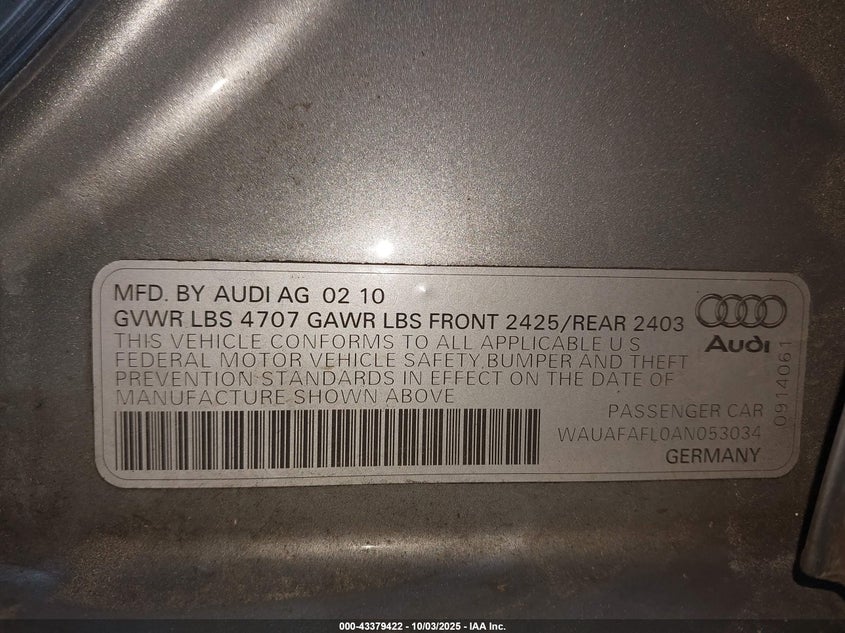 MFD. BY AUDI AG 02 10
GVWR LBS 4707 GAWR LBS FRONT 2425/REAR 2403
THIS VEHICLE CONFORMS TO ALL APPLICABLE U S
FEDERAL MOTOR VEHICLE SAFETY, BUMPER AND THEFT
PREVENTION STANDARDS IN EFFECT ON THE DATE OF
MANUFACTURE SHOWN ABOVE
Audi
0914061
PASSENGER CAR
WAUAFAFL0AN053034
GERMANY
000-43379422 - 10/03/2025 - IAA Inc.